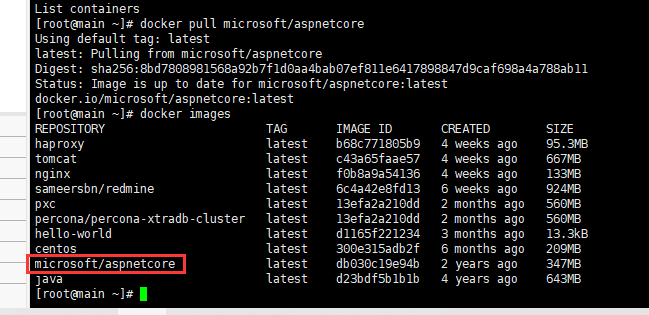 List containers
[root@main ~]# docker pull microsoft/aspnetcore
Using default tag: latest
latest: Pulling from microsoft/aspnetcore
Digest: sha256:8bd7808981568a92b7f1d0aa4bab07ef811e6417898847d9caf698a4a788ab11
Status: Image is up to date for microsoft/aspnetcore:latest
docker.io/microsoft/aspnetcore:latest
[root@main ~]# docker images
REPOSITORY TAG IMAGE ID CREATED SIZE
haproxy latest b68c771805b9 4 weeks ago 95.3MB
tomcat latest c43a65faae57 4 weeks ago 667MB
nginx latest f0b8a9a54136 4 weeks ago 133MB
sameersbn/redmine latest 6c4a42e8fd13 6 weeks ago 924MB
pxc latest 13efa2a210dd 2 months ago 560MB
percona/percona-xtradb-cluster latest 13efa2a210dd 2 months ago 560MB
hello-world latest d1165f221234 3 months ago 13.3kB
centos latest 300e315adb2f 6 months ago 209MB
microsoft/aspnetcore latest db030c19e94b 2 years ago 347MB
java latest d23bdf5b1b1b 4 years ago 643MB
[root@main ~]#